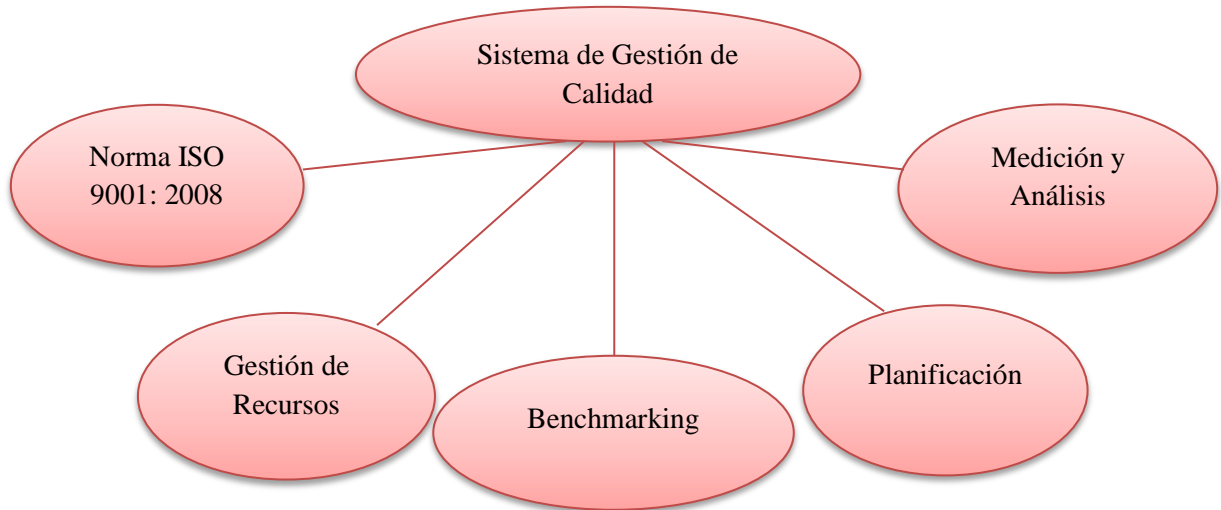 Sistema de Gestión de
Calidad
Norma ISO
9001: 2008
Medición y
Análisis
Gestión de
Recursos
Benchmarking
Planificación